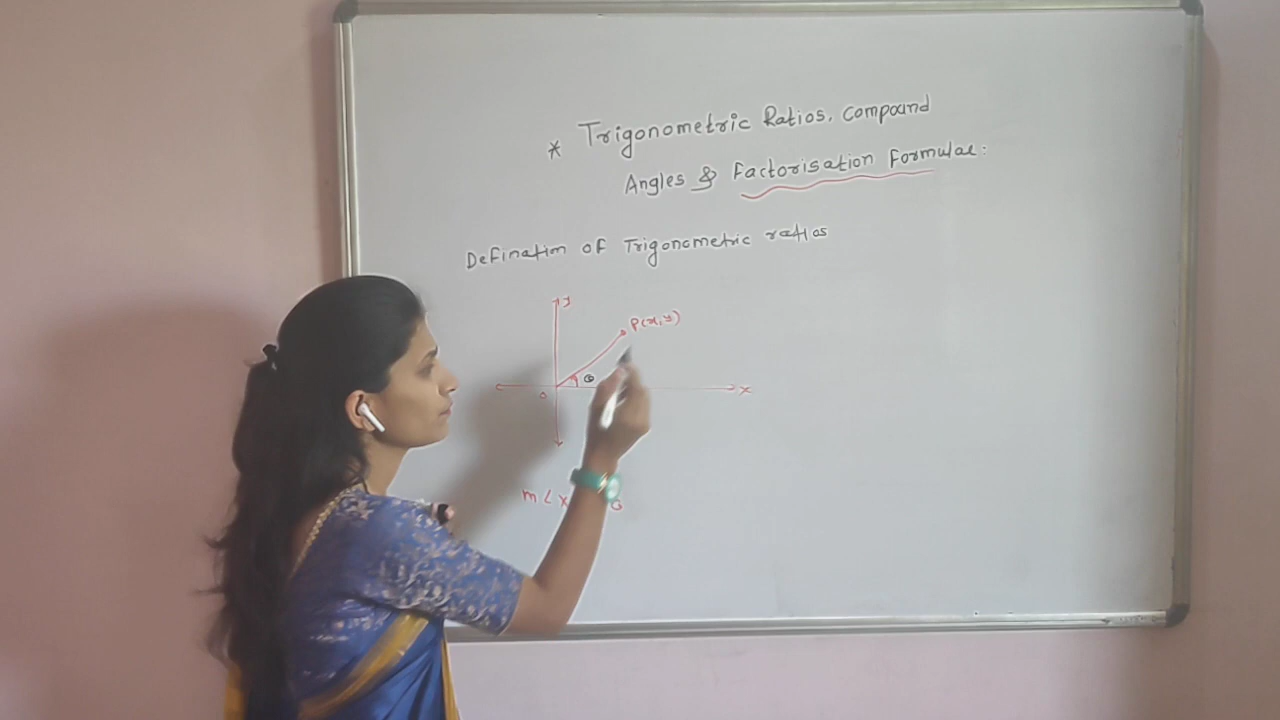 * Trigonometric Ratios, Compound
Angles & Factorisation Formulae:
Defination of Trigonometric ratios
y
P(x,y)
θ
O
X
m < X